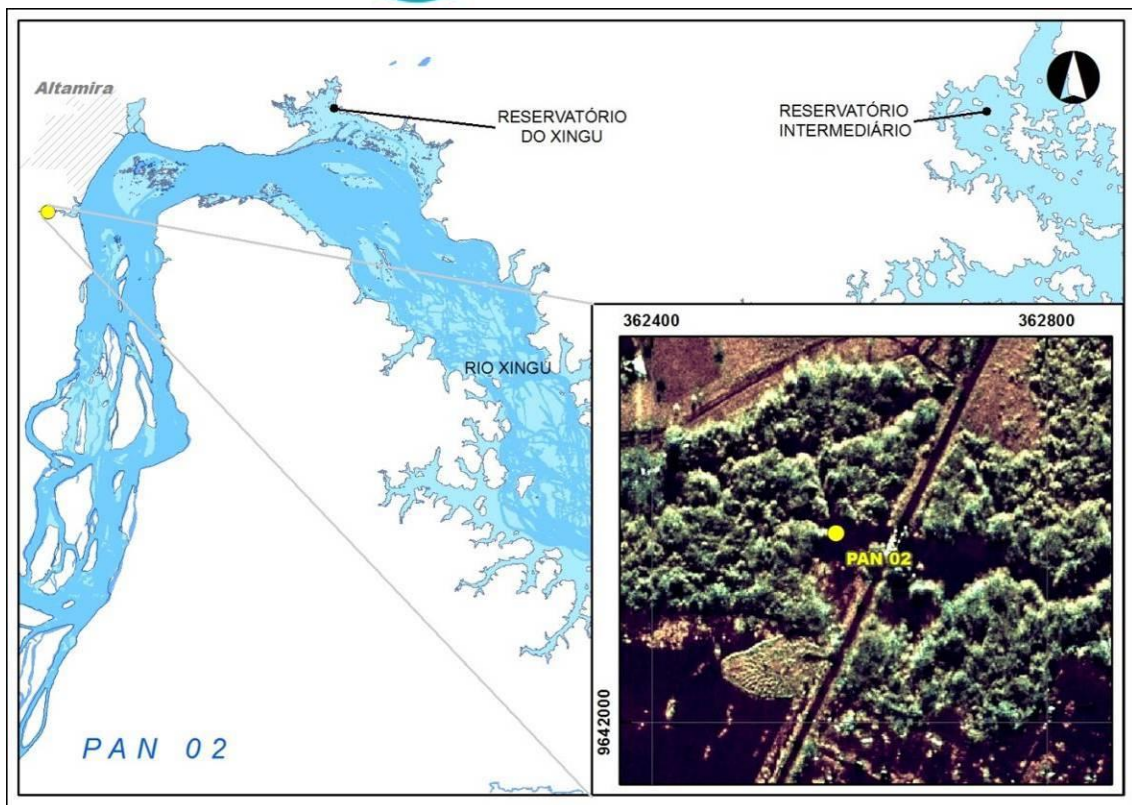 Altamira
RESERVATÓRIO
DO XINGU
RESERVATÓRIO
INTERMEDIÁRIO
RIO XINGU
362400
362800
PAN 02
9642000
PAN 02